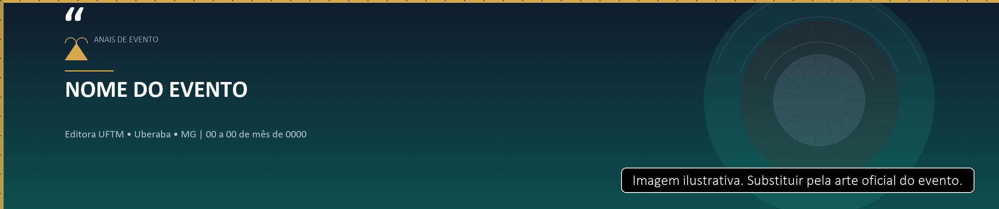 “
ANAIS DE EVENTO
NOME DO EVENTO
Editora UFTM • Uberaba • MG | 00 a 00 de mês de 0000
Imagem ilustrativa. Substituir pela arte oficial do evento.